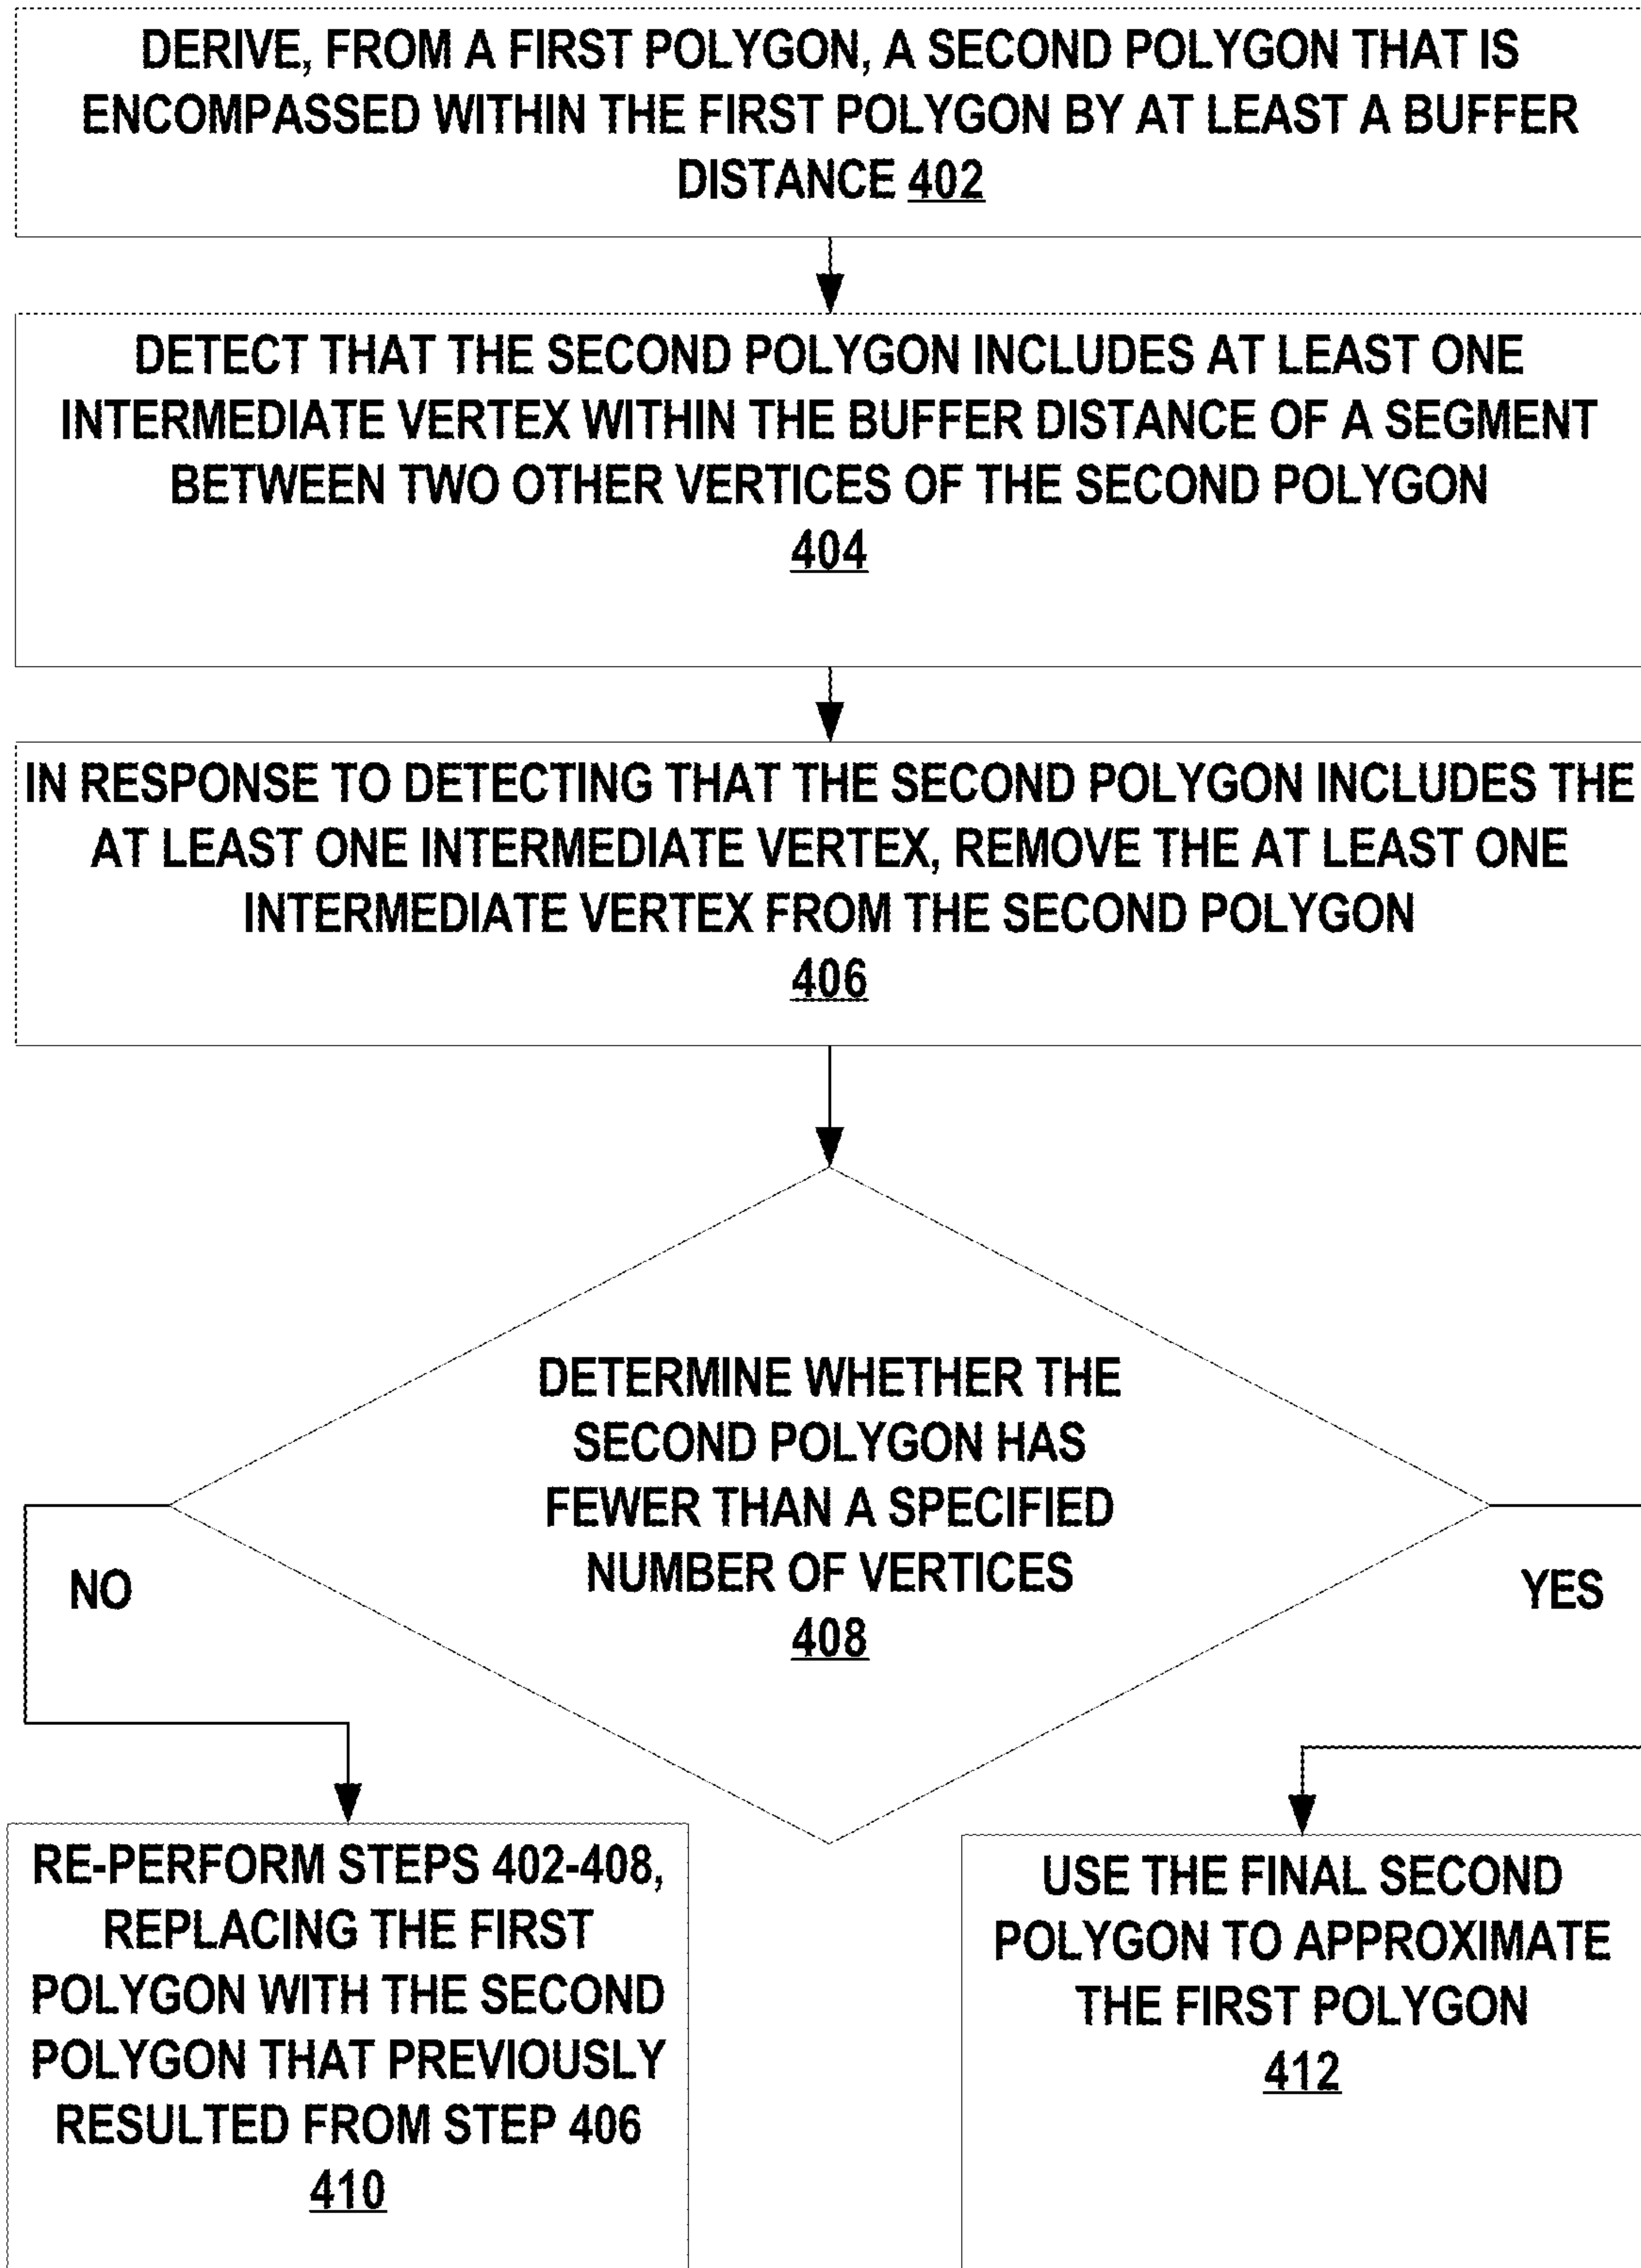 DERIVE, FROM A FIRST POLYGON, A SECOND POLYGON THAT IS
ENCOMPASSED WITHIN THE FIRST POLYGON BY AT LEAST A BUFFER
DISTANCE 402
DETECT THAT THE SECOND POLYGON INCLUDES AT LEAST ONE
INTERMEDIATE VERTEX WITHIN THE BUFFER DISTANCE OF A SEGMENT
BETWEEN TWO OTHER VERTICES OF THE SECOND POLYGON
404
IN RESPONSE TO DETECTING THAT THE SECOND POLYGON INCLUDES THE
AT LEAST ONE INTERMEDIATE VERTEX, REMOVE THE AT LEAST ONE
INTERMEDIATE VERTEX FROM THE SECOND POLYGON
406
DETERMINE WHETHER THE
SECOND POLYGON HAS
FEWER THAN A SPECIFIED
NUMBER OF VERTICES
408
NO
YES
RE-PERFORM STEPS 402-408,
REPLACING THE FIRST
POLYGON WITH THE SECOND
POLYGON THAT PREVIOUSLY
RESULTED FROM STEP 406
410
USE THE FINAL SECOND
POLYGON TO APPROXIMATE
THE FIRST POLYGON
412